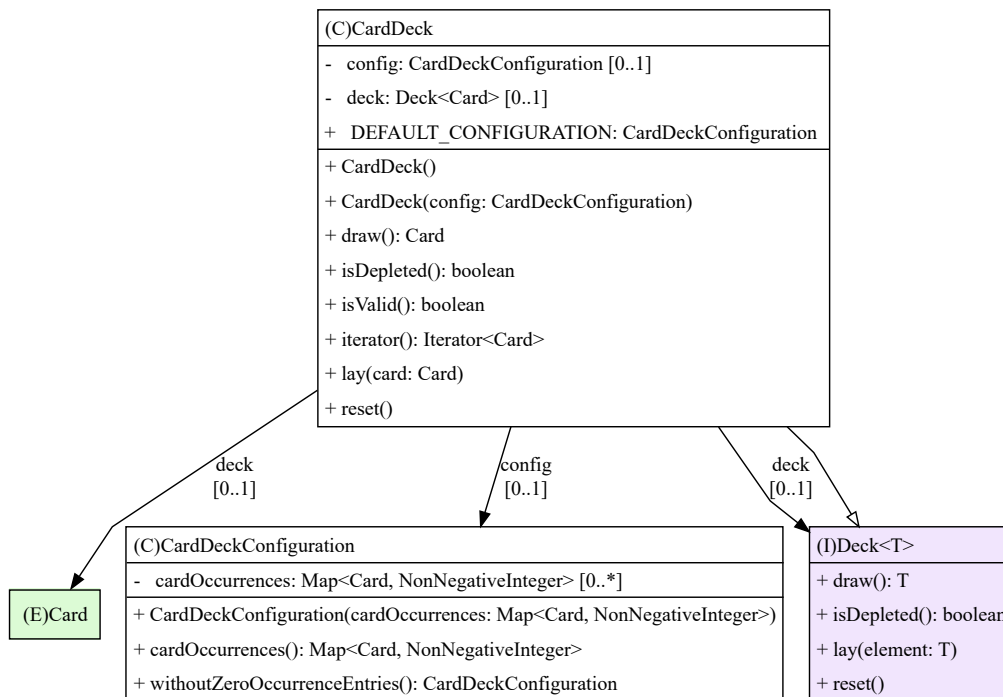 (C)CardDeck
- config: CardDeckConfiguration [0..1]
- deck: Deck<Card> [0..1]
+ DEFAULT_CONFIGURATION: CardDeckConfiguration
+ CardDeck()
+ CardDeck(config: CardDeckConfiguration)
+ draw(): Card
+ isDepleted(): boolean
+ isValid(): boolean
+ iterator(): Iterator<Card>
+ lay(card: Card)
+ reset()
deck
[0..1]
config
[0..1]
deck
[0..1]
(E)Card
(C)CardDeckConfiguration
- cardOccurrences: Map<Card, NonNegativeInteger> [0..*]
+ CardDeckConfiguration(cardOccurrences: Map<Card, NonNegativeInteger>)
+ cardOccurrences(): Map<Card, NonNegativeInteger>
+ withoutZeroOccurrenceEntries(): CardDeckConfiguration
(I)Deck<T>
+ draw(): T
+ isDepleted(): boolean
+ lay(element: T)
+ reset()